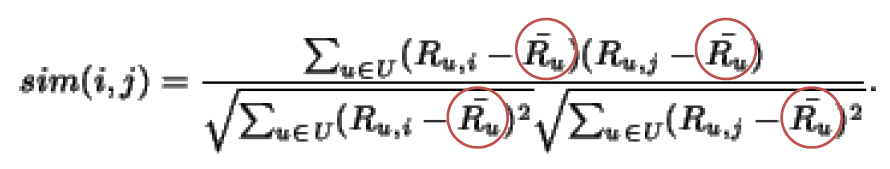 $sim(i,j) = \frac{\sum_{u \in U}(R_{u,i} - \bar{R_u})(R_{u,j} - \bar{R_u})}{\sqrt{\sum_{u \in U}(R_{u,i} - \bar{R_u})^2}\sqrt{\sum_{u \in U}(R_{u,j} - \bar{R_u})^2}}.$